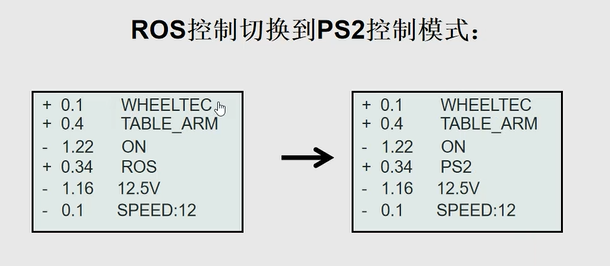 ROS控制切换到PS2控制模式：
+ 0.1 WHEELTEC
+ 0.4 TABLE_ARM
- 1.22 ON
+ 0.34 ROS
- 1.16 12.5V
- 0.1 SPEED:12
+ 0.1 WHEELTEC
+ 0.4 TABLE_ARM
- 1.22 ON
+ 0.34 PS2
- 1.16 12.5V
- 0.1 SPEED:12